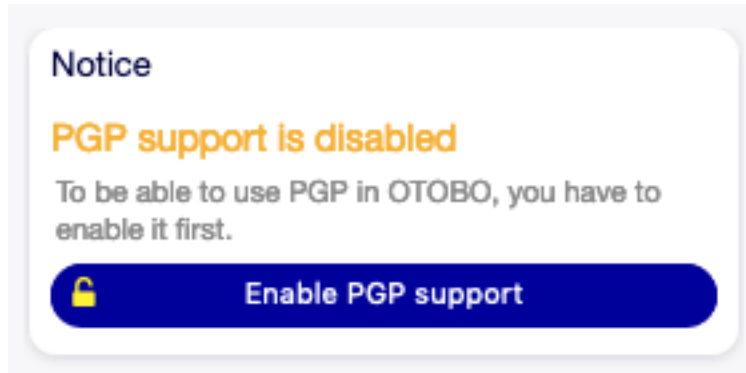 Notice
PGP support is disabled
To be able to use PGP in OTOBO, you have to
enable it first.
Enable PGP support